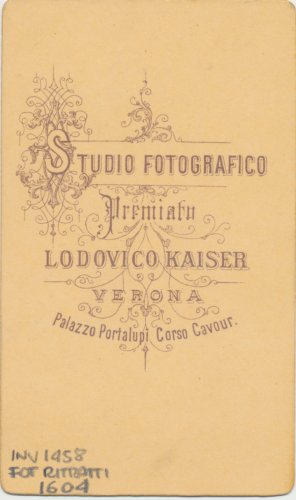 STUDIO FOTOGRAFICO
Premiato
LODOVICO KAISER
VERONA
Palazzo Portalupi Corso Cavour.
INV 1458
FOT RITRATTI
1604